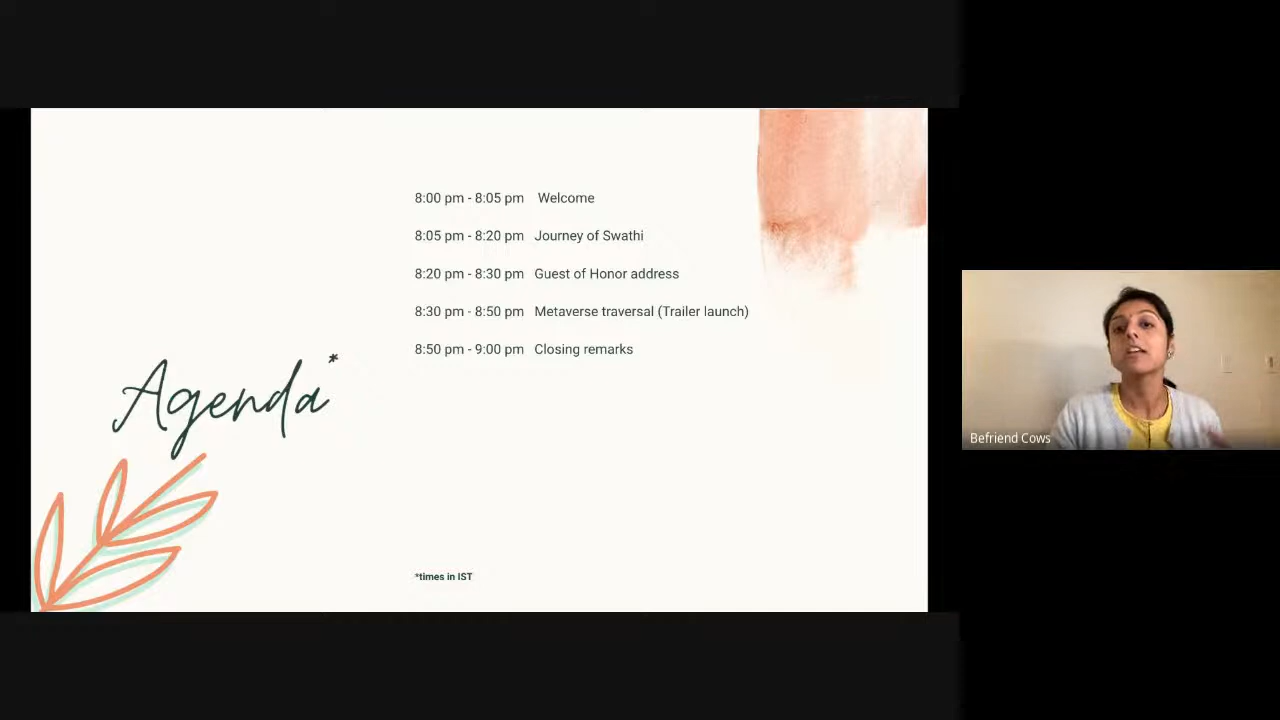 8:00 pm - 8:05 pm Welcome
8:05 pm - 8:20 pm Journey of Swathi
8:20 pm - 8:30 pm Guest of Honor address
8:30 pm - 8:50 pm Metaverse traversal (Trailer launch)
8:50 pm - 9:00 pm Closing remarks
Agenda*
*times in IST
Befriend Cows